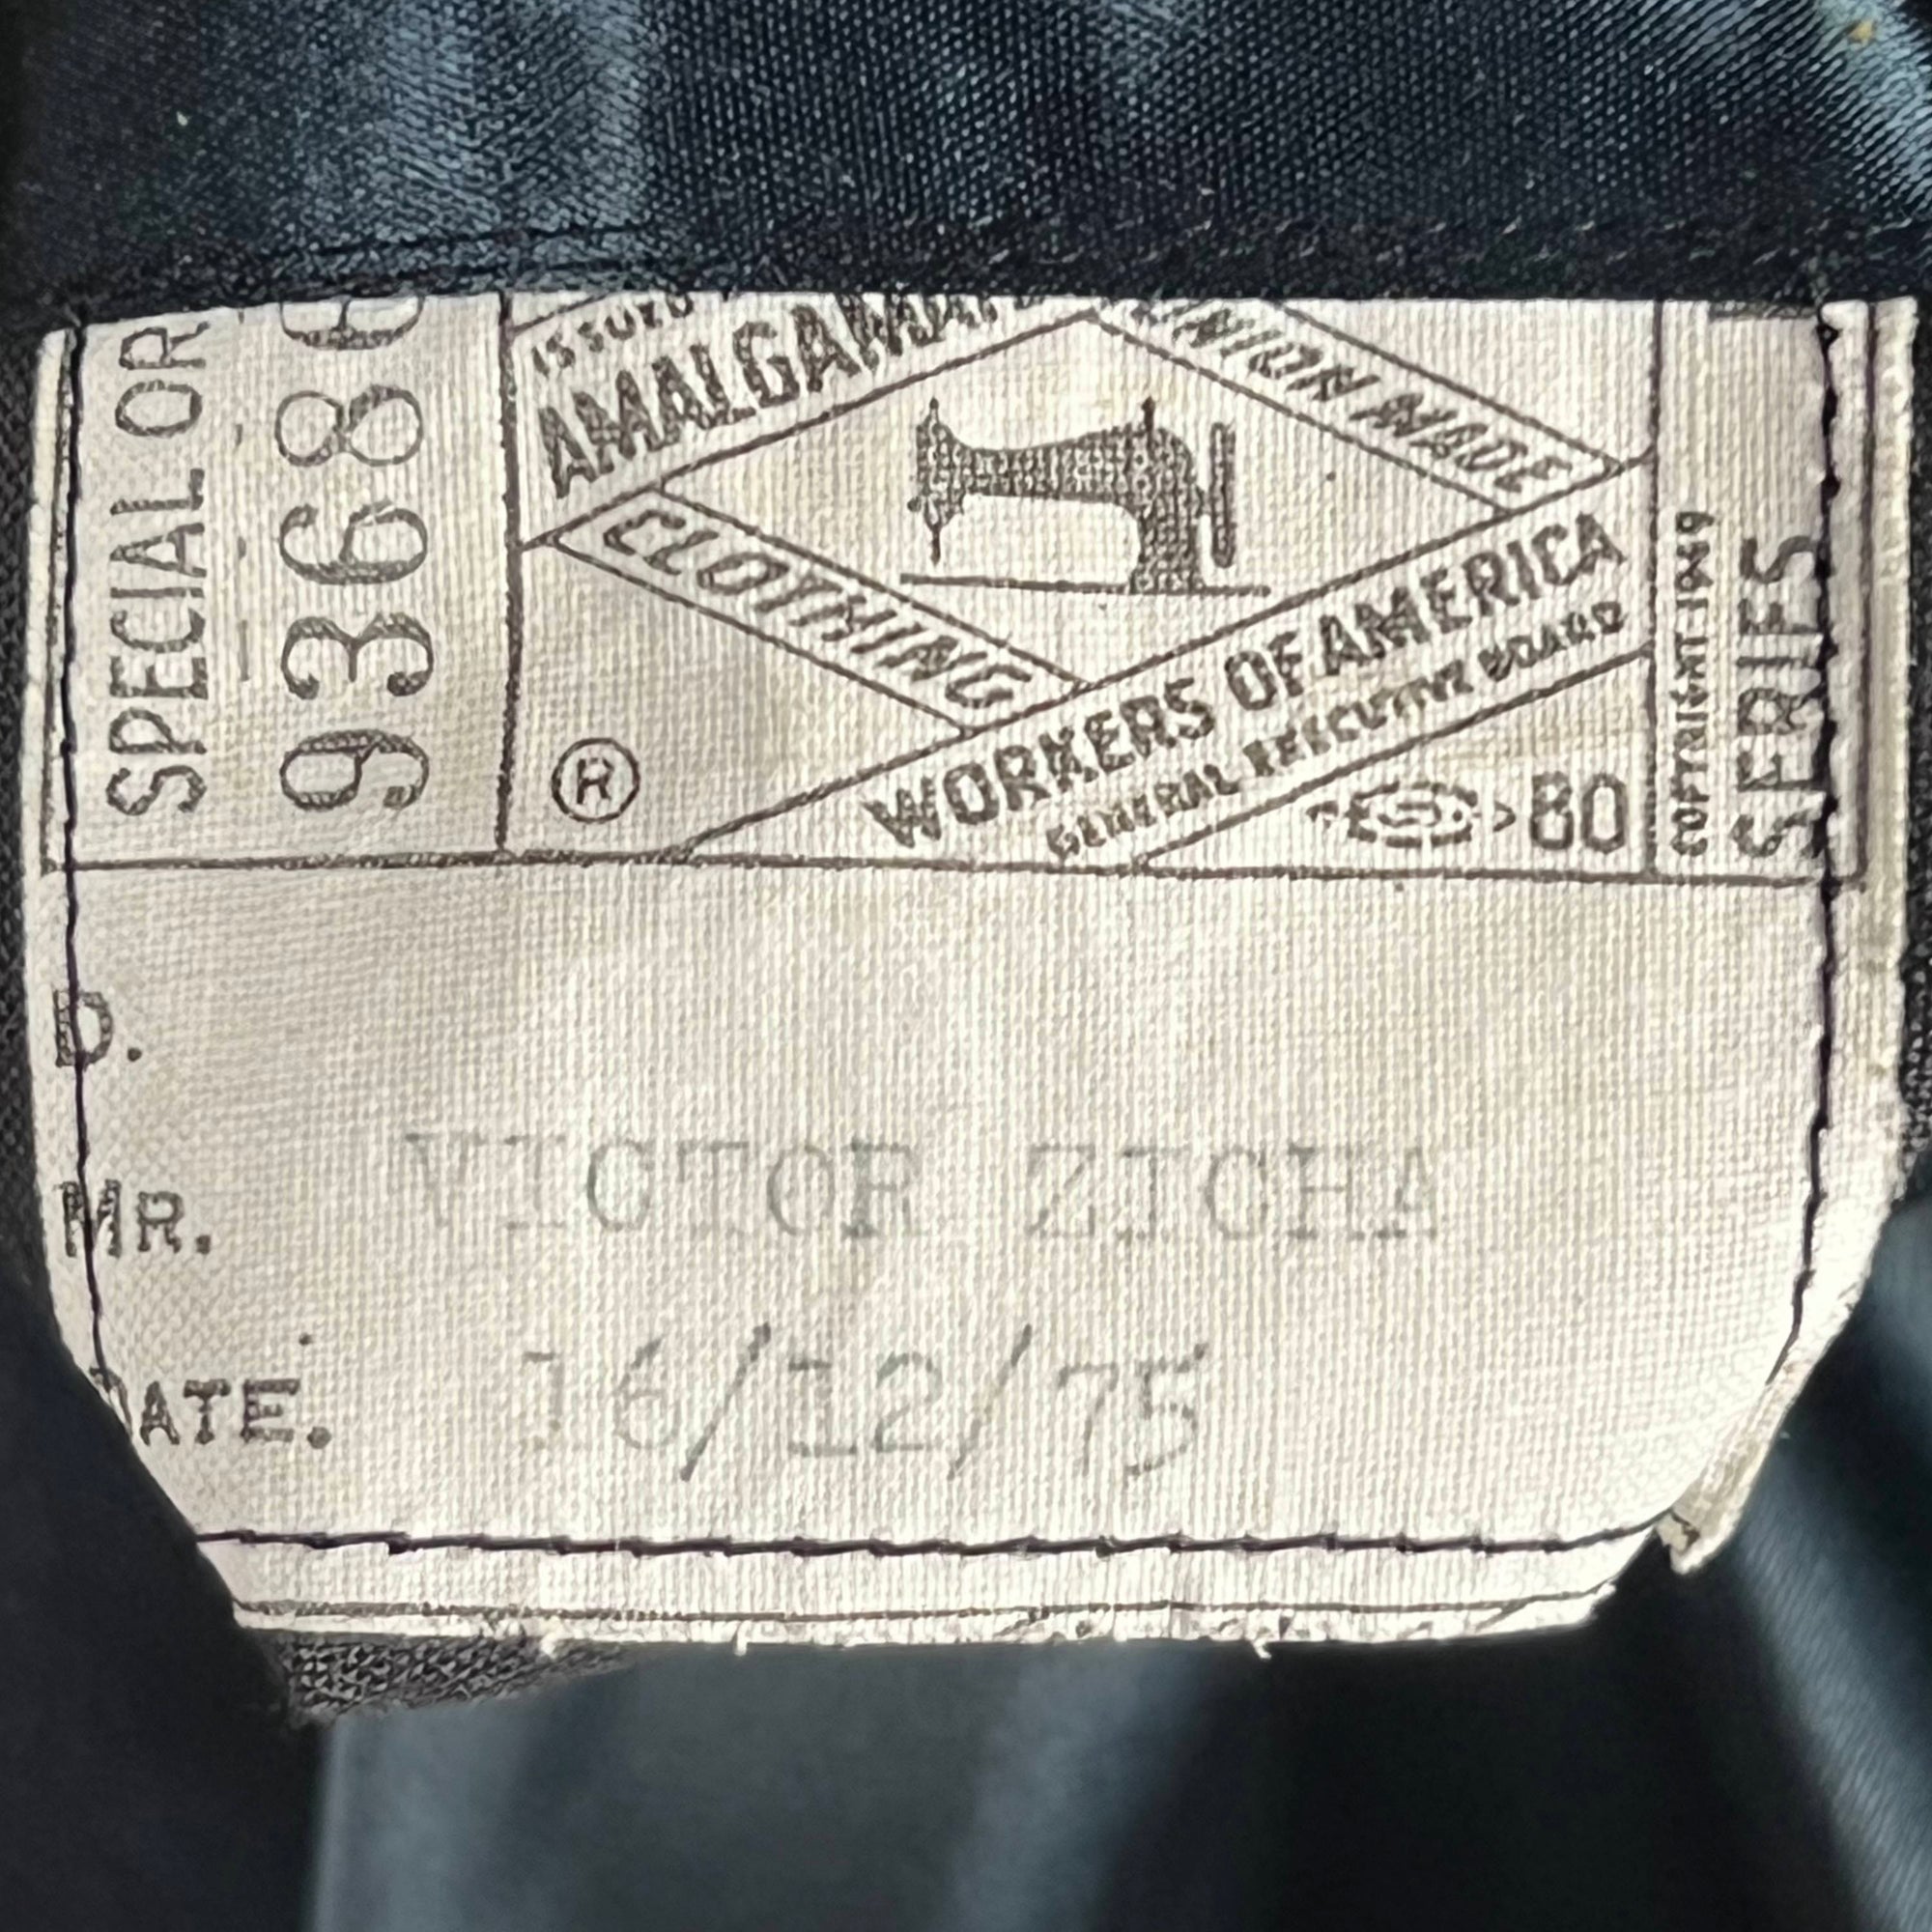 SPECIAL OR
9368
ISSUED
AMALGAMA
UNION MADE
CLOTHING
WORKERS OF AMERICA
GENERAL EXECUTIVE BOARD
®
80
COPYRIGHT 1949
SERIES
D.
MR. VICTOR ZICHA
DATE. 16/12/75